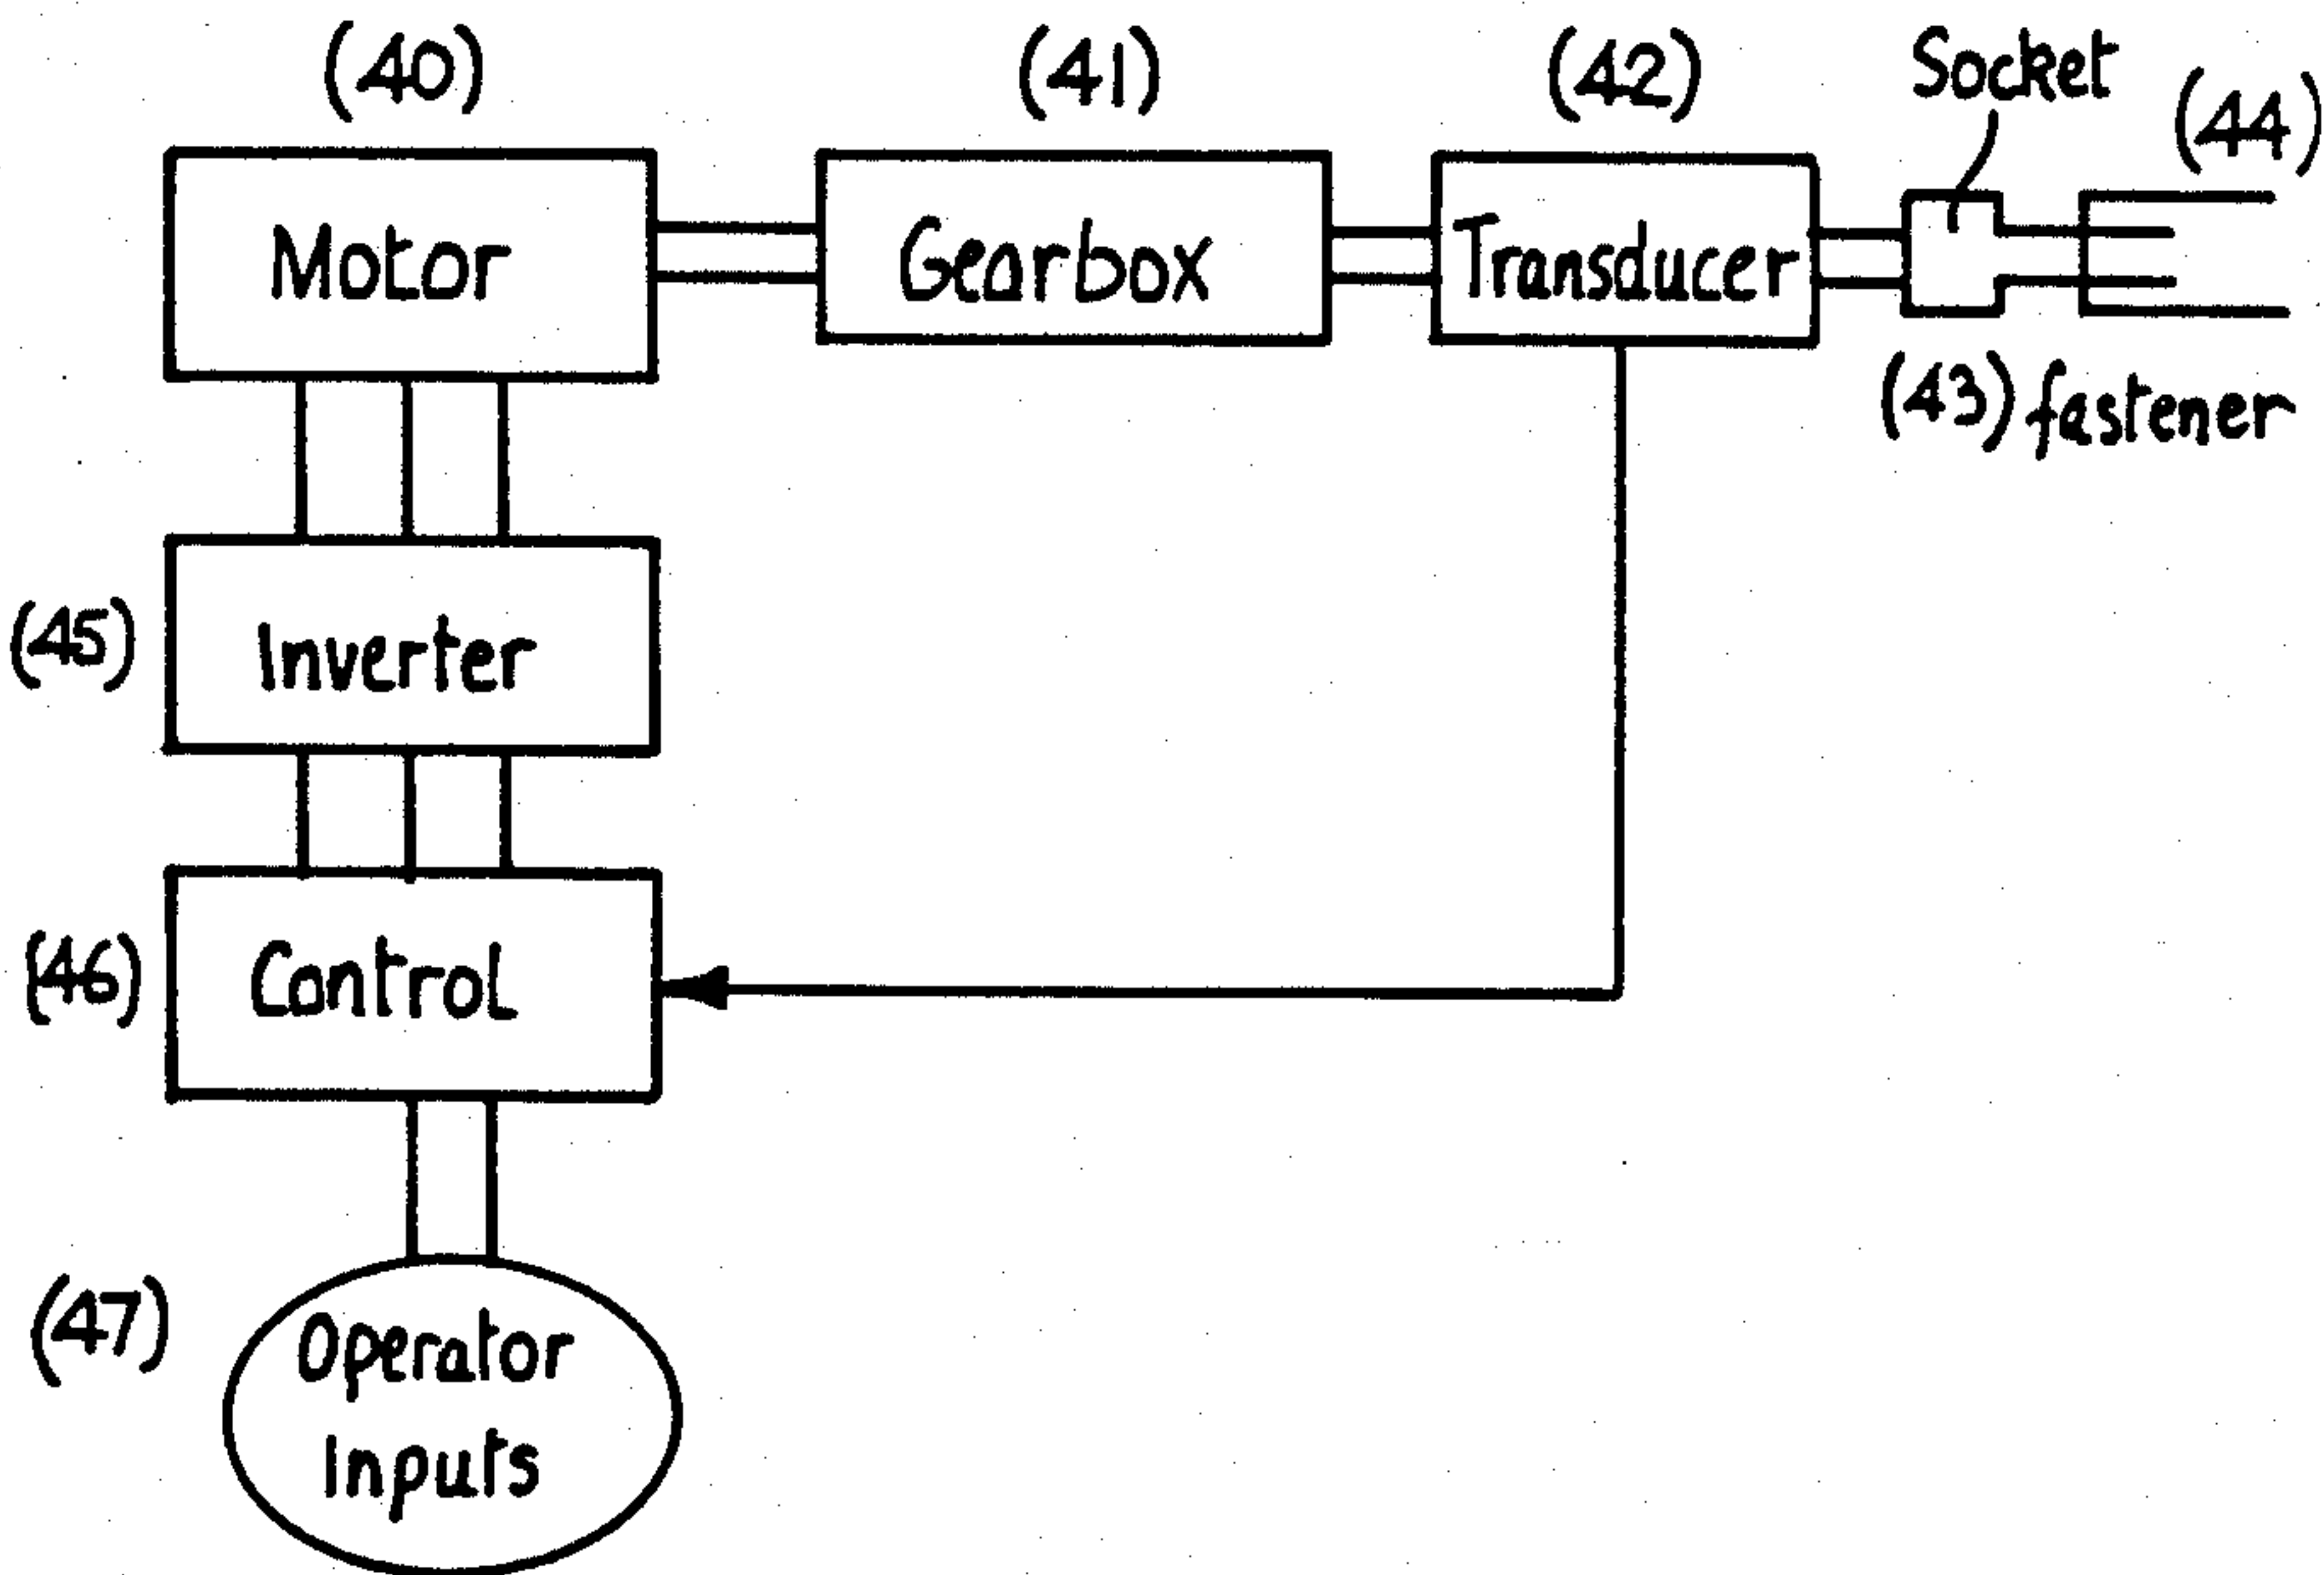 (40)
(41)
(42)
Socket
(44)
Motor
Gearbox
Transducer
(43) fastener
(45)
Inverter
(46)
Control
(47)
Operator
Inputs